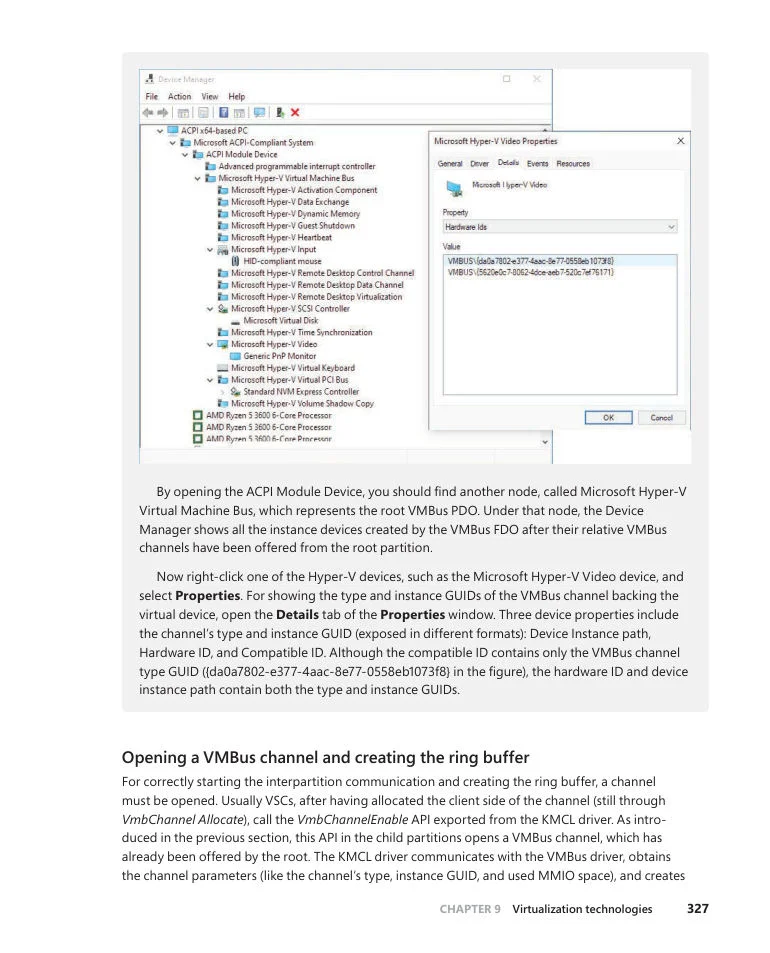 Device Manager
File Action View Help
ACPI x64-based PC
Microsoft ACPI-Compliant System
ACPI Module Device
Advanced programmable interrupt controller
Microsoft Hyper-V Virtual Machine Bus
Microsoft Hyper-V Activation Component
Microsoft Hyper-V Data Exchange
Microsoft Hyper-V Dynamic Memory
Microsoft Hyper-V Guest Shutdown
Microsoft Hyper-V Heartbeat
Microsoft Hyper-V Input
HID-compliant mouse
Microsoft Hyper-V Remote Desktop Control Channel
Microsoft Hyper-V Remote Desktop Data Channel
Microsoft Hyper-V Remote Desktop Virtualization
Microsoft Hyper-V SCSI Controller
Microsoft Virtual Disk
Microsoft Hyper-V Time Synchronization
Microsoft Hyper-V Video
Generic PnP Monitor
Microsoft Hyper-V Virtual Keyboard
Microsoft Hyper-V Virtual PCI Bus
Standard NVM Express Controller
Microsoft Hyper-V Volume Shadow Copy
AMD Ryzen 5 3600 6-Core Processor
AMD Ryzen 5 3600 6-Core Processor
AMD Ryzen 5 3600 6-Core Processor
Microsoft Hyper-V Video Properties
General Driver Details Events Resources
Microsoft Hyper-V Video
Property
Hardware Ids
Value
VMBUS\{da0a7802-e377-4aac-8e77-0558eb1073f8}
VMBUS\{5620e0c7-8062-4dce-aeb7-520c7ef76171}
OK Cancel
By opening the ACPI Module Device, you should find another node, called Microsoft Hyper-V
Virtual Machine Bus, which represents the root VMBus PDO. Under that node, the Device
Manager shows all the instance devices created by the VMBus FDO after their relative VMBus
channels have been offered from the root partition.
Now right-click one of the Hyper-V devices, such as the Microsoft Hyper-V Video device, and
select Properties. For showing the type and instance GUIDs of the VMBus channel backing the
virtual device, open the Details tab of the Properties window. Three device properties include
the channel's type and instance GUID (exposed in different formats): Device Instance path,
Hardware ID, and Compatible ID. Although the compatible ID contains only the VMBus channel
type GUID ({da0a7802-e377-4aac-8e77-0558eb1073f8} in the figure), the hardware ID and device
instance path contain both the type and instance GUIDs.
Opening a VMBus channel and creating the ring buffer
For correctly starting the interpartition communication and creating the ring buffer, a channel
must be opened. Usually VSCs, after having allocated the client side of the channel (still through
VmbChannel Allocate), call the VmbChannelEnable API exported from the KMCL driver. As intro-
duced in the previous section, this API in the child partitions opens a VMBus channel, which has
already been offered by the root. The KMCL driver communicates with the VMBus driver, obtains
the channel parameters (like the channel's type, instance GUID, and used MMIO space), and creates
CHAPTER 9 Virtualization technologies 327